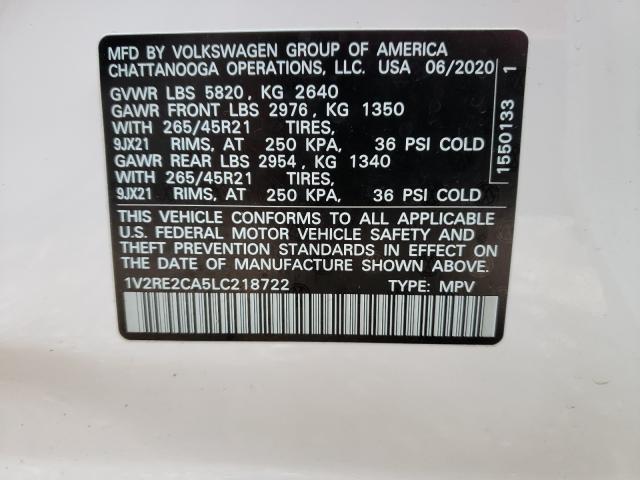 MFD BY VOLKSWAGEN GROUP OF AMERICA
CHATTANOOGA OPERATIONS, LLC. USA 06/2020
GVWR LBS 5820, KG 2640
GAWR FRONT LBS 2976, KG 1350
WITH 265/45R21 TIRES,
9JX21 RIMS, AT 250 KPA, 36 PSI COLD
GAWR REAR LBS 2954, KG 1340
WITH 265/45R21 TIRES,
9JX21 RIMS, AT 250 KPA, 36 PSI COLD
THIS VEHICLE CONFORMS TO ALL APPLICABLE
U.S. FEDERAL MOTOR VEHICLE SAFETY AND
THEFT PREVENTION STANDARDS IN EFFECT ON
THE DATE OF MANUFACTURE SHOWN ABOVE.
1V2RE2CA5LC218722 TYPE: MPV
1550133 1